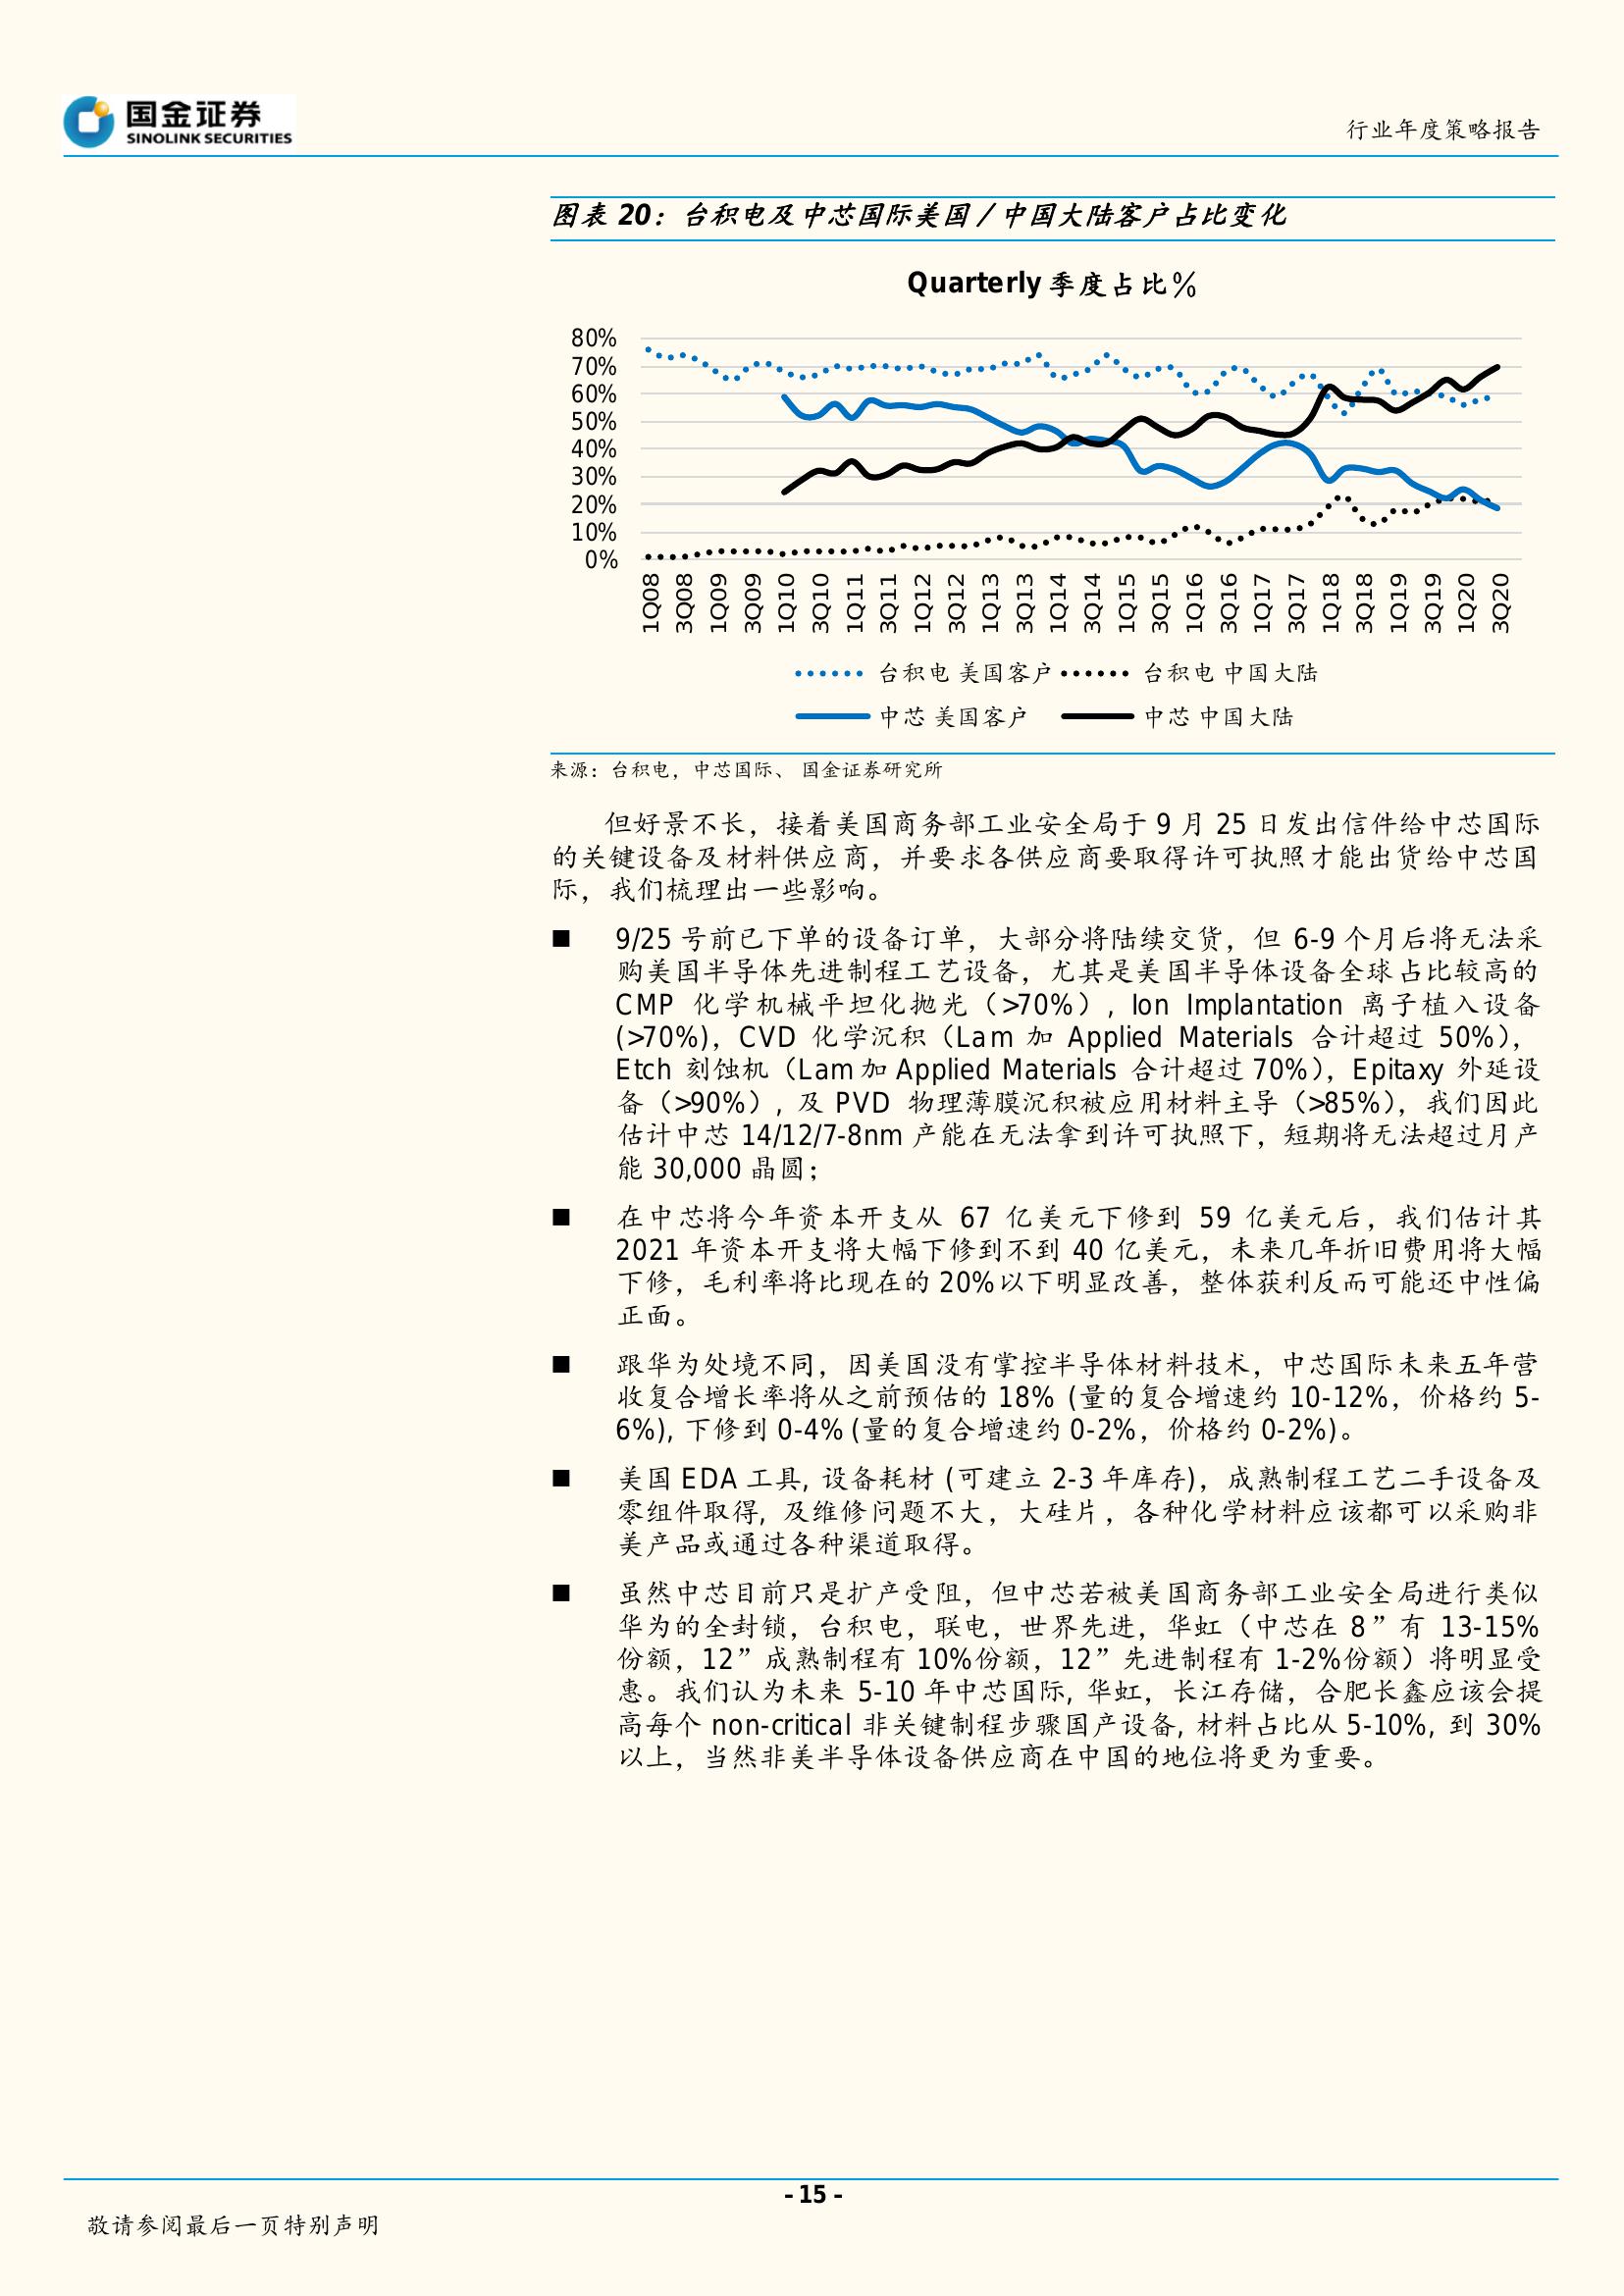 国金证券
SINOLINK SECURITIES
行业年度策略报告
图表 20：台积电及中芯国际美国/中国大陆客户占比变化
Quarterly 季度占比%
80%
70%
60%
50%
40%
30%
20%
10%
0%
1Q08 3Q08 1Q09 3Q09 1Q10 3Q10 1Q11 3Q11 1Q12 3Q12 1Q13 3Q13 1Q14 3Q14 1Q15 3Q15 1Q16 3Q16 1Q17 3Q17 1Q18 3Q18 1Q19 3Q19 1Q20 3Q20
台积电 美国客户 台积电 中国大陆
中芯 美国客户 中芯 中国大陆
来源：台积电，中芯国际、 国金证券研究所
但好景不长，接着美国商务部工业安全局于 9 月 25 日发出信件给中芯国际
的关键设备及材料供应商，并要求各供应商要取得许可执照才能出货给中芯国
际，我们梳理出一些影响。
■ 9/25 号前已下单的设备订单，大部分将陆续交货，但 6-9 个月后将无法采
购美国半导体先进制程工艺设备，尤其是美国半导体设备全球占比较高的
CMP 化学机械平坦化抛光（>70%）, Ion Implantation 离子植入设备
(>70%)，CVD 化学沉积（Lam 加 Applied Materials 合计超过 50%），
Etch 刻蚀机（Lam 加 Applied Materials 合计超过 70%），Epitaxy 外延设
备（>90%）, 及 PVD 物理薄膜沉积被应用材料主导（>85%），我们因此
估计中芯 14/12/7-8nm 产能在无法拿到许可执照下，短期将无法超过月产
能 30,000 晶圆；
■ 在中芯将今年资本开支从 67 亿美元下修到 59 亿美元后，我们估计其
2021 年资本开支将大幅下修到不到 40 亿美元，未来几年折旧费用将大幅
下修，毛利率将比现在的 20%以下明显改善，整体获利反而可能还中性偏
正面。
■ 跟华为处境不同，因美国没有掌控半导体材料技术，中芯国际未来五年营
收复合增长率将从之前预估的 18% (量的复合增速约 10-12%，价格约 5-
6%), 下修到 0-4% (量的复合增速约 0-2%，价格约 0-2%)。
■ 美国 EDA 工具, 设备耗材 (可建立 2-3 年库存)，成熟制程工艺二手设备及
零组件取得, 及维修问题不大，大硅片，各种化学材料应该都可以采购非
美产品或通过各种渠道取得。
■ 虽然中芯目前只是扩产受阻，但中芯若被美国商务部工业安全局进行类似
华为的全封锁，台积电，联电，世界先进，华虹（中芯在 8”有 13-15%
份额，12”成熟制程有 10%份额，12”先进制程有 1-2%份额）将明显受
惠。我们认为未来 5-10 年中芯国际, 华虹，长江存储，合肥长鑫应该会提
高每个 non-critical 非关键制程步骤国产设备, 材料占比从 5-10%, 到 30%
以上，当然非美半导体设备供应商在中国的地位将更为重要。
- 15 -
敬请参阅最后一页特别声明